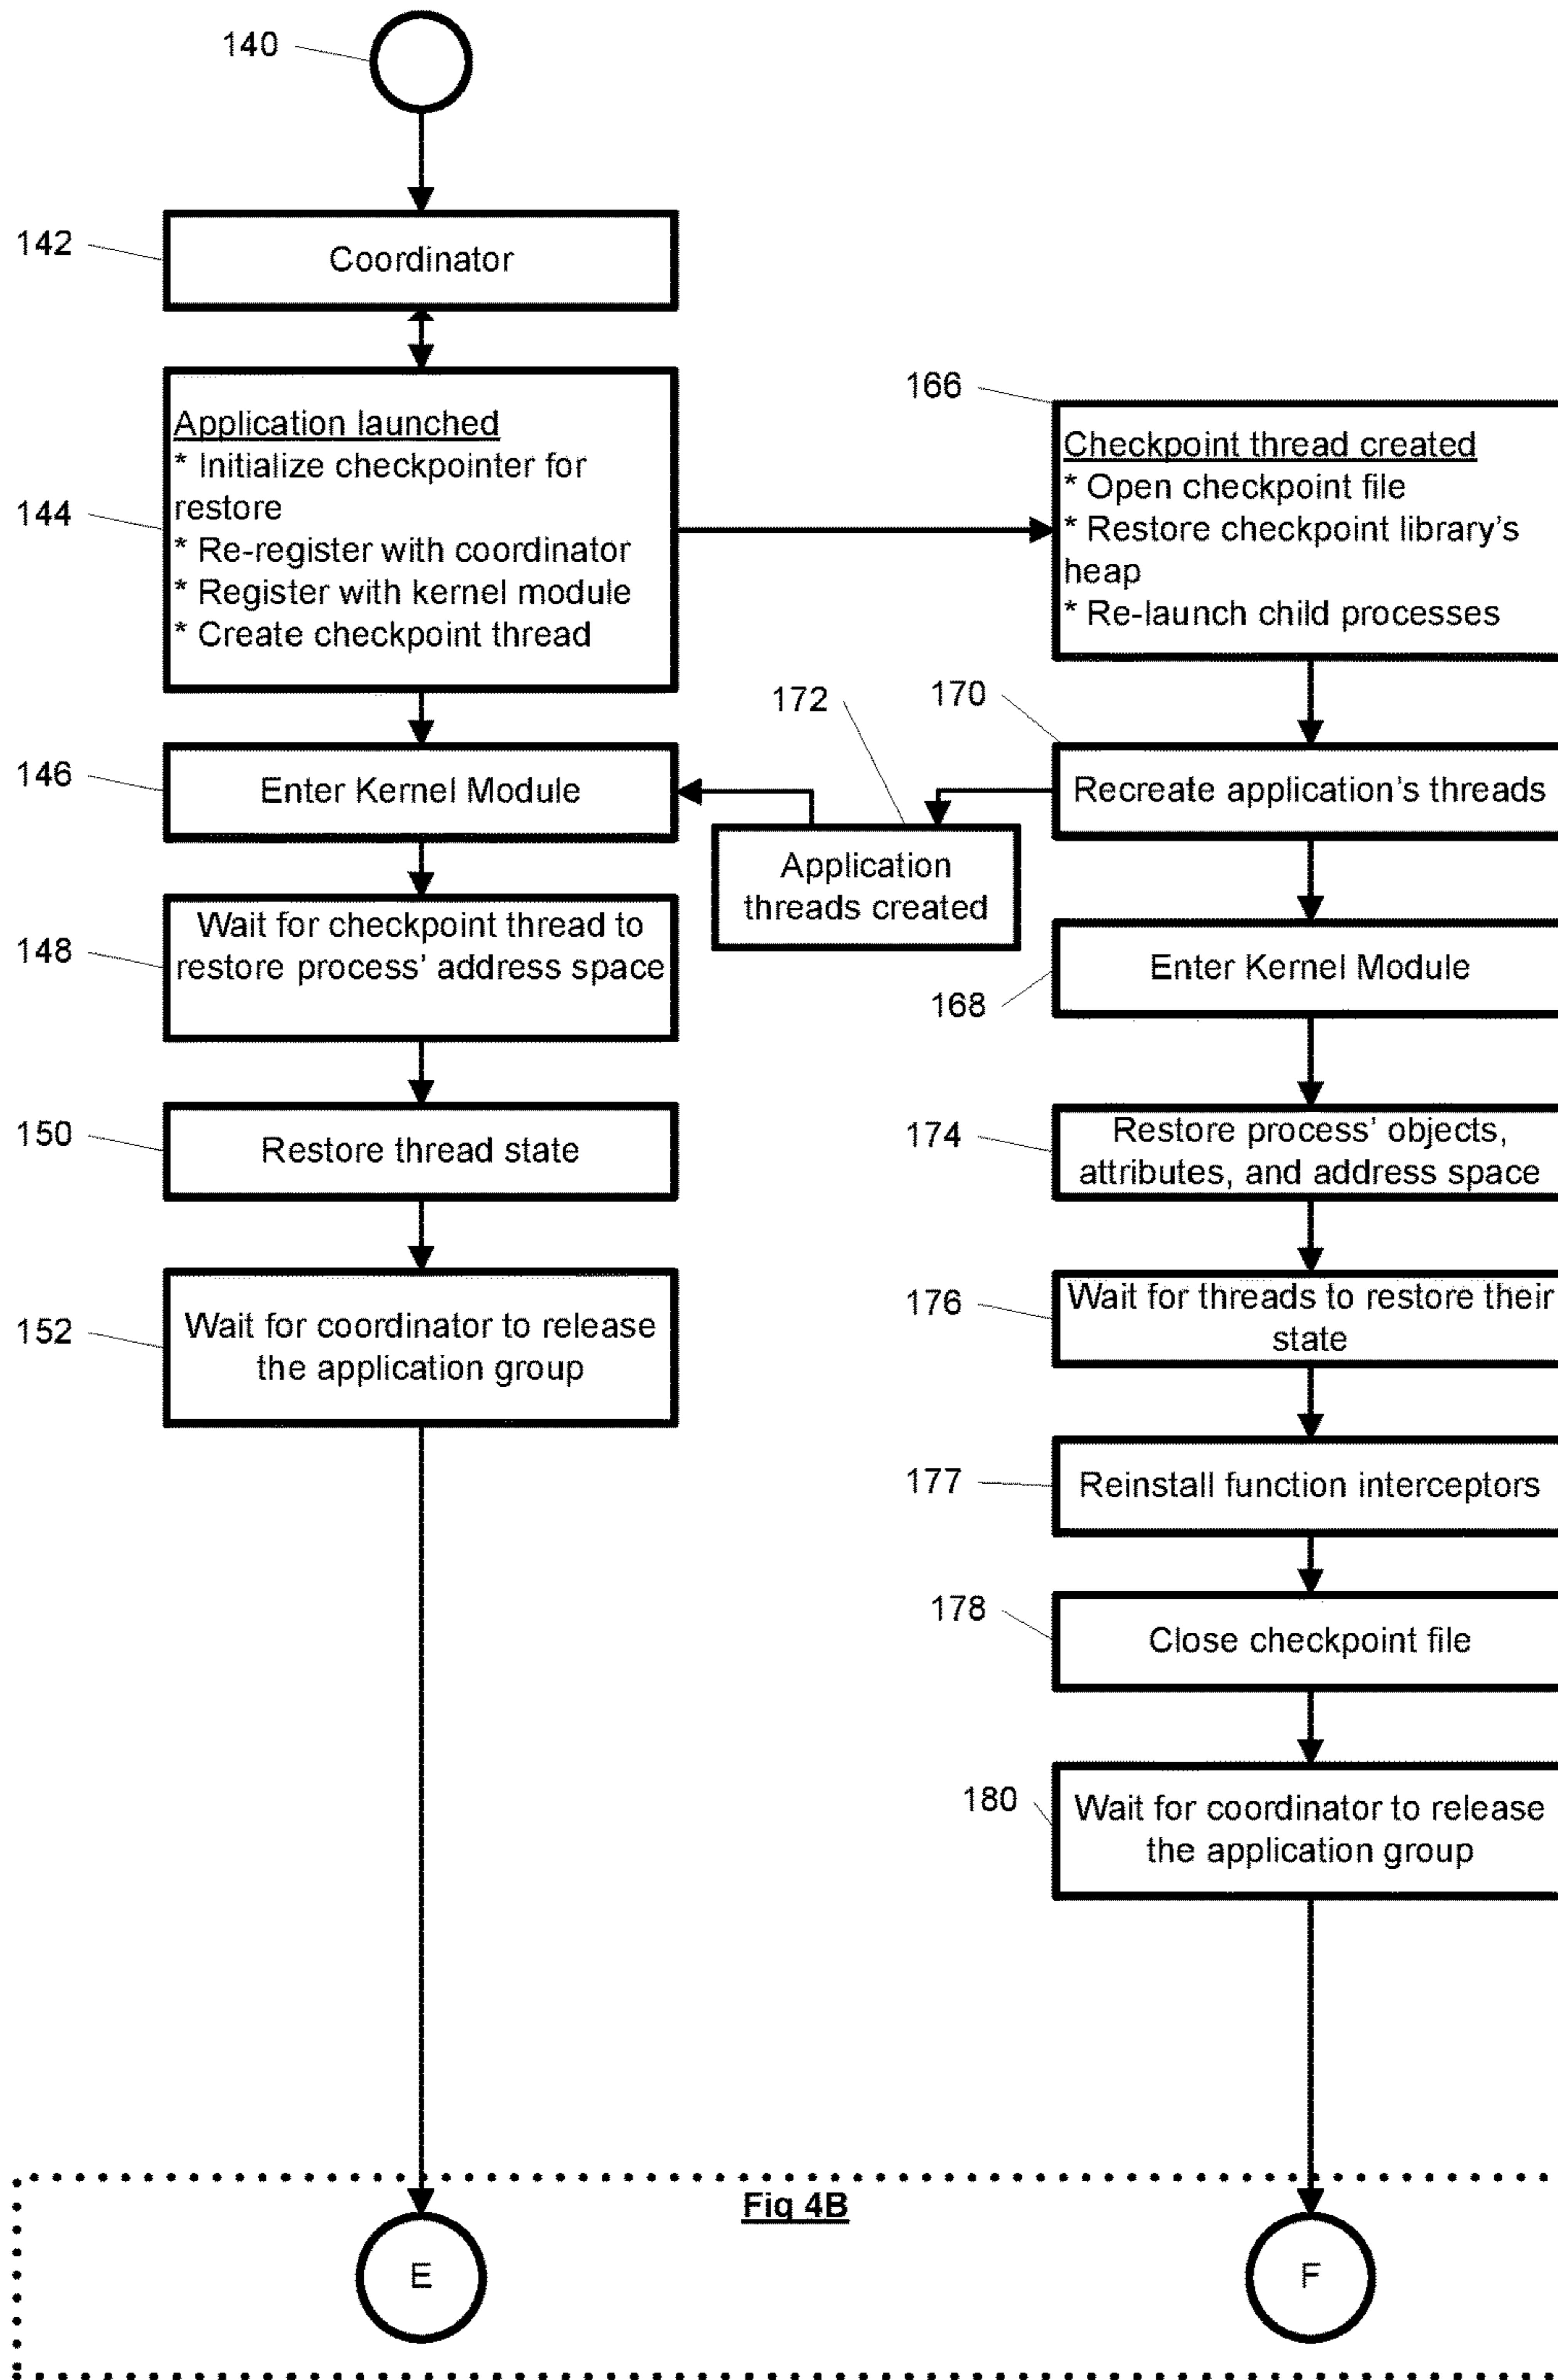 140
142
Coordinator
144
Application launched
* Initialize checkpointer for
restore
* Re-register with coordinator
* Register with kernel module
* Create checkpoint thread
166
Checkpoint thread created
* Open checkpoint file
* Restore checkpoint library's
heap
* Re-launch child processes
146
Enter Kernel Module
172
Application
threads created
170
Recreate application's threads
148
Wait for checkpoint thread to
restore process' address space
168
Enter Kernel Module
150
Restore thread state
174
Restore process' objects,
attributes, and address space
152
Wait for coordinator to release
the application group
176
Wait for threads to restore their
state
177
Reinstall function interceptors
178
Close checkpoint file
180
Wait for coordinator to release
the application group
Fig 4B
E
F